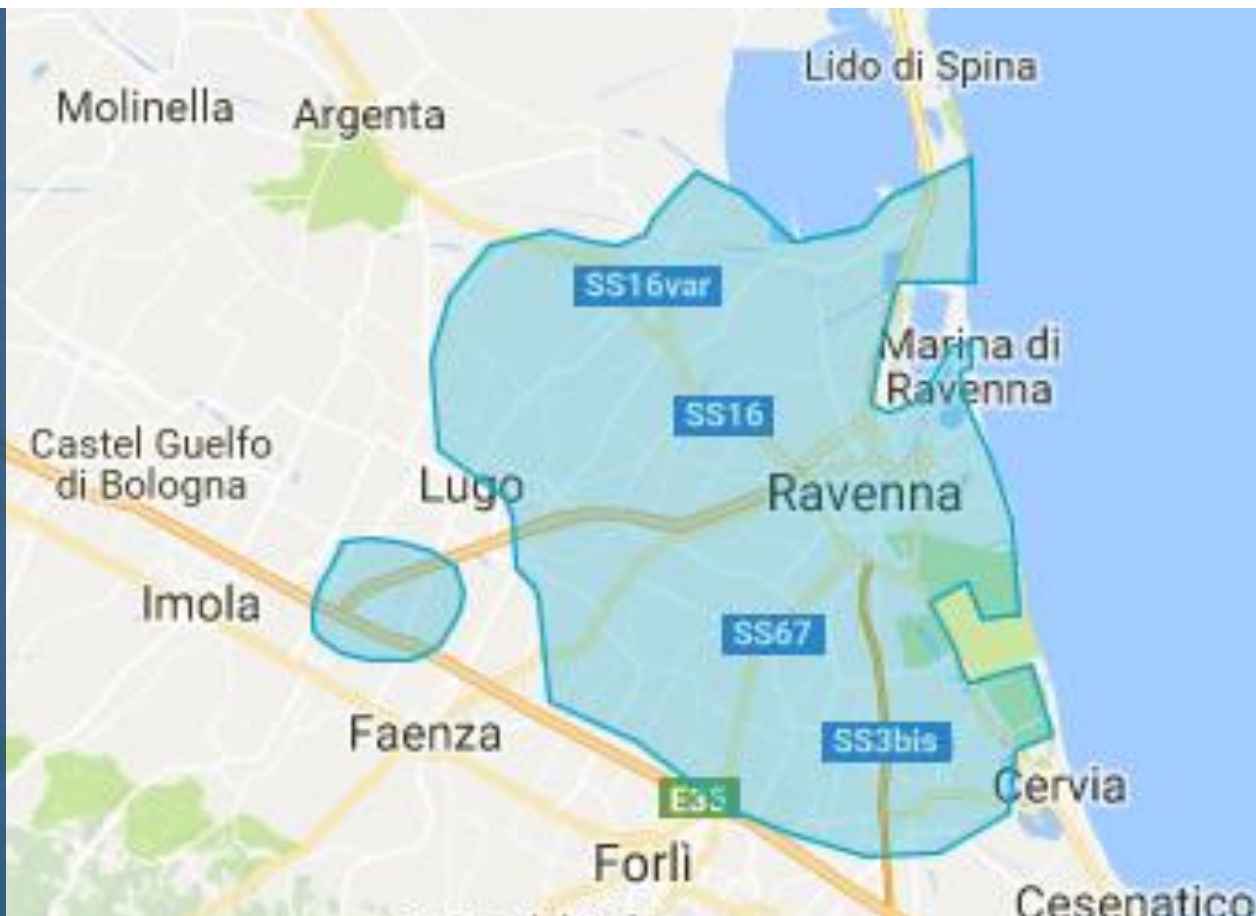 Lido di Spina
Molinella
Argenta
SS16var
Marina di
Ravenna
SS16
Castel Guelfo
di Bologna
Lugo
Ravenna
Imola
SS67
Faenza
SS3bis
Cervia
Forlì
Cesenatico